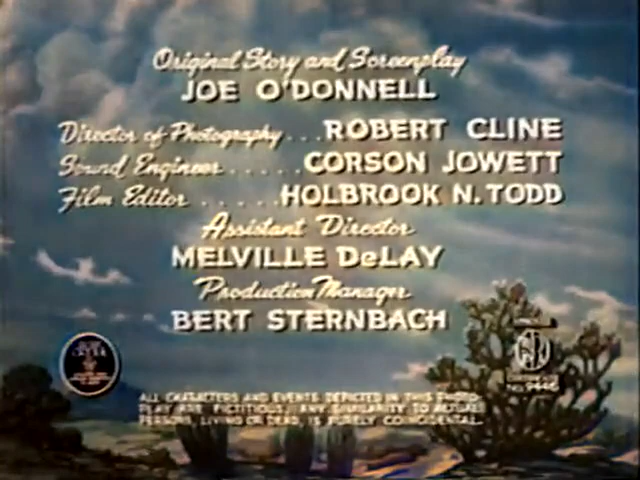 Original Story and Screenplay
JOE O'DONNELL
Director of Photography...ROBERT CLINE
Sound Engineer.....CORSON JOWETT
Film Editor.....HOLBROOK N. TODD
Assistant Director
MELVILLE DeLAY
Production Manager
BERT STERNBACH
ALL CHARACTERS AND EVENTS DEPICTED IN THIS PHOTO-
PLAY ARE FICTITIOUS. ANY SIMILARITY TO ACTUAL
PERSONS, LIVING OR DEAD, IS PURELY COINCIDENTAL.
No. 9446